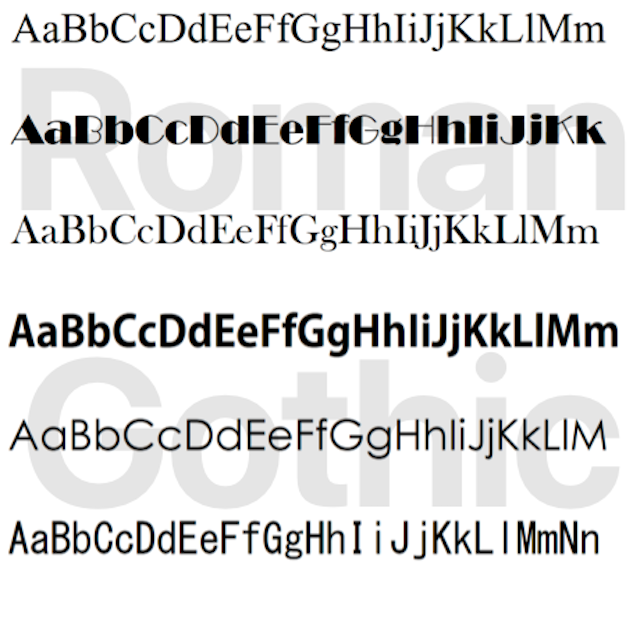 AaBbCcDdEeFfGgHhIiJjKkLlMm
Roman
AaBbCcDdEeFfGgHhIiJjKk
AaBbCcDdEeFfGgHhIiJjKkLlMm
AaBbCcDdEeFfGgHhIiJjKkLlMm
Gothic
AaBbCcDdEeFfGgHhIiJjKkLlM
AaBbCcDdEeFfGgHhIiJjKkLlMmNn